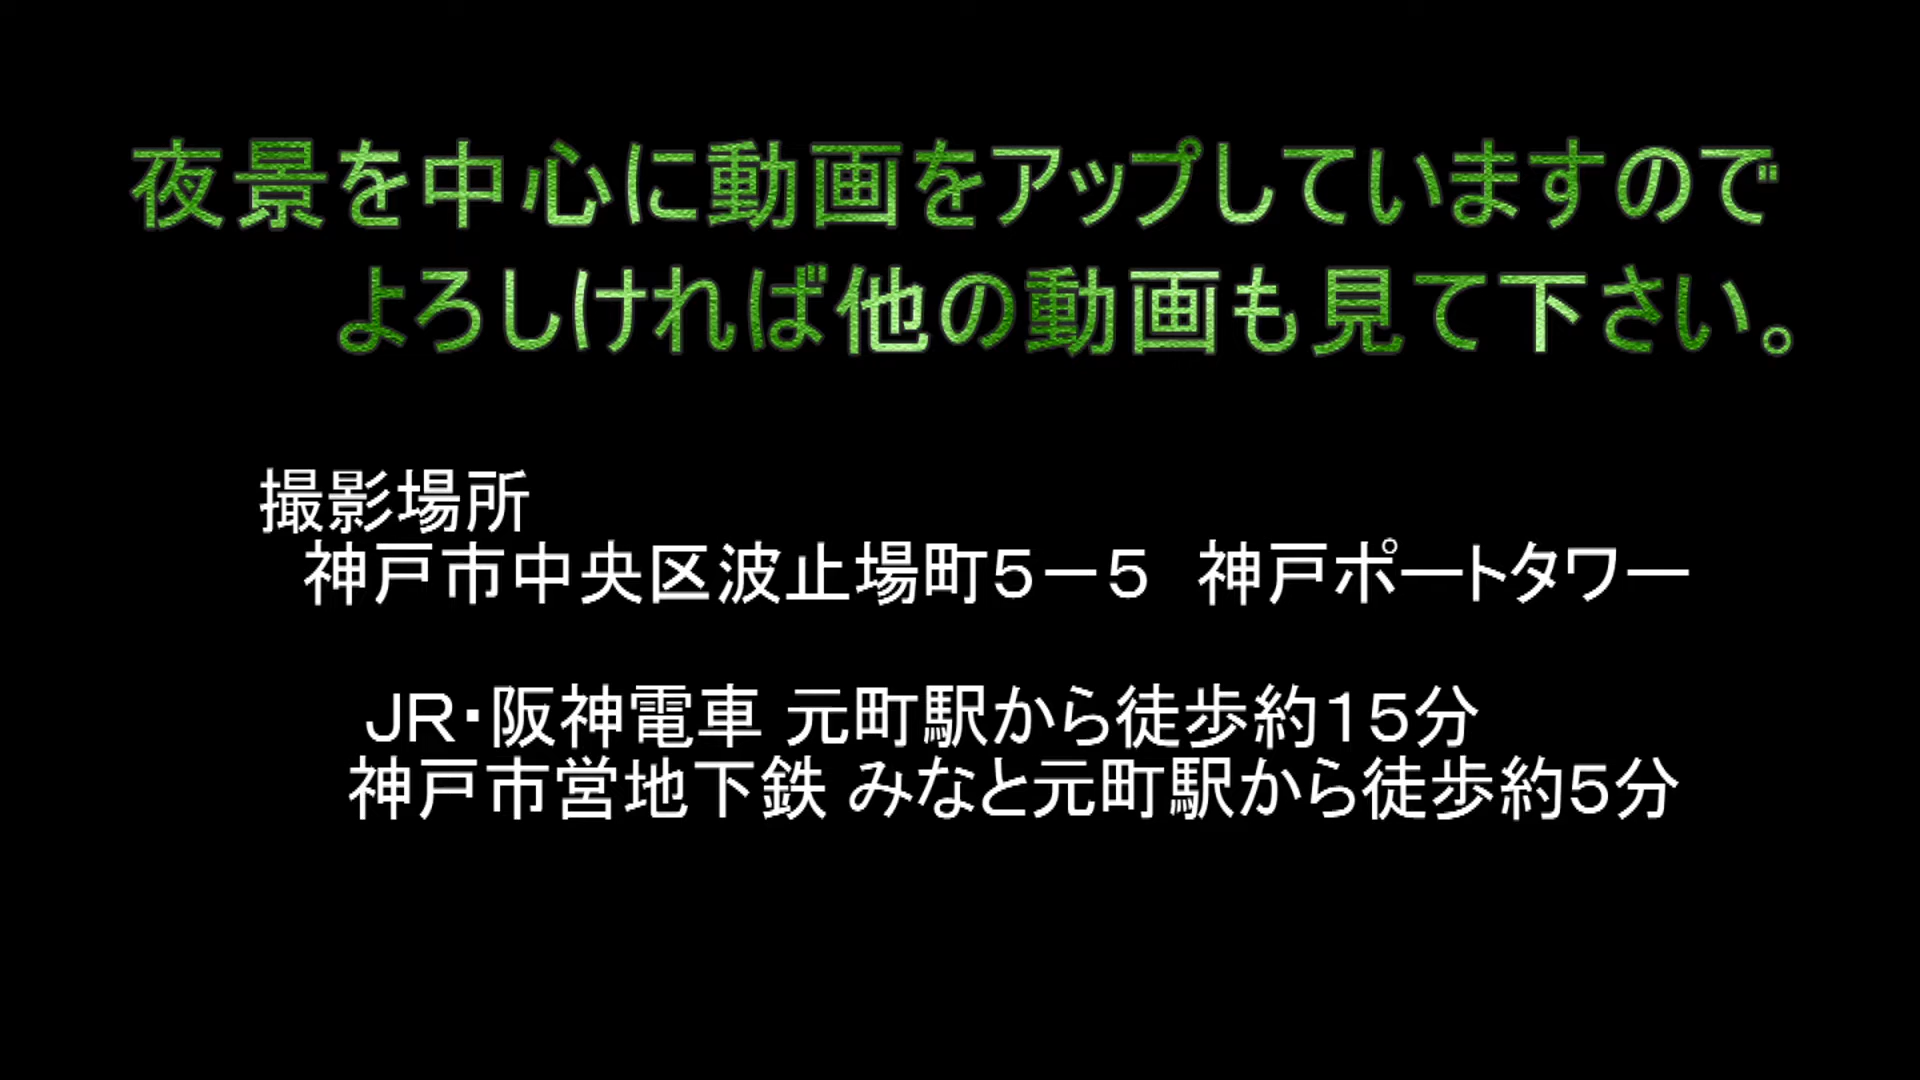 夜景を中心に動画をアップしていますので
よろしければ他の動画も見て下さい。
撮影場所
神戸市中央区波止場町５－５　神戸ポートタワー
ＪＲ・阪神電車 元町駅から徒歩約１５分
神戸市営地下鉄 みなと元町駅から徒歩約５分